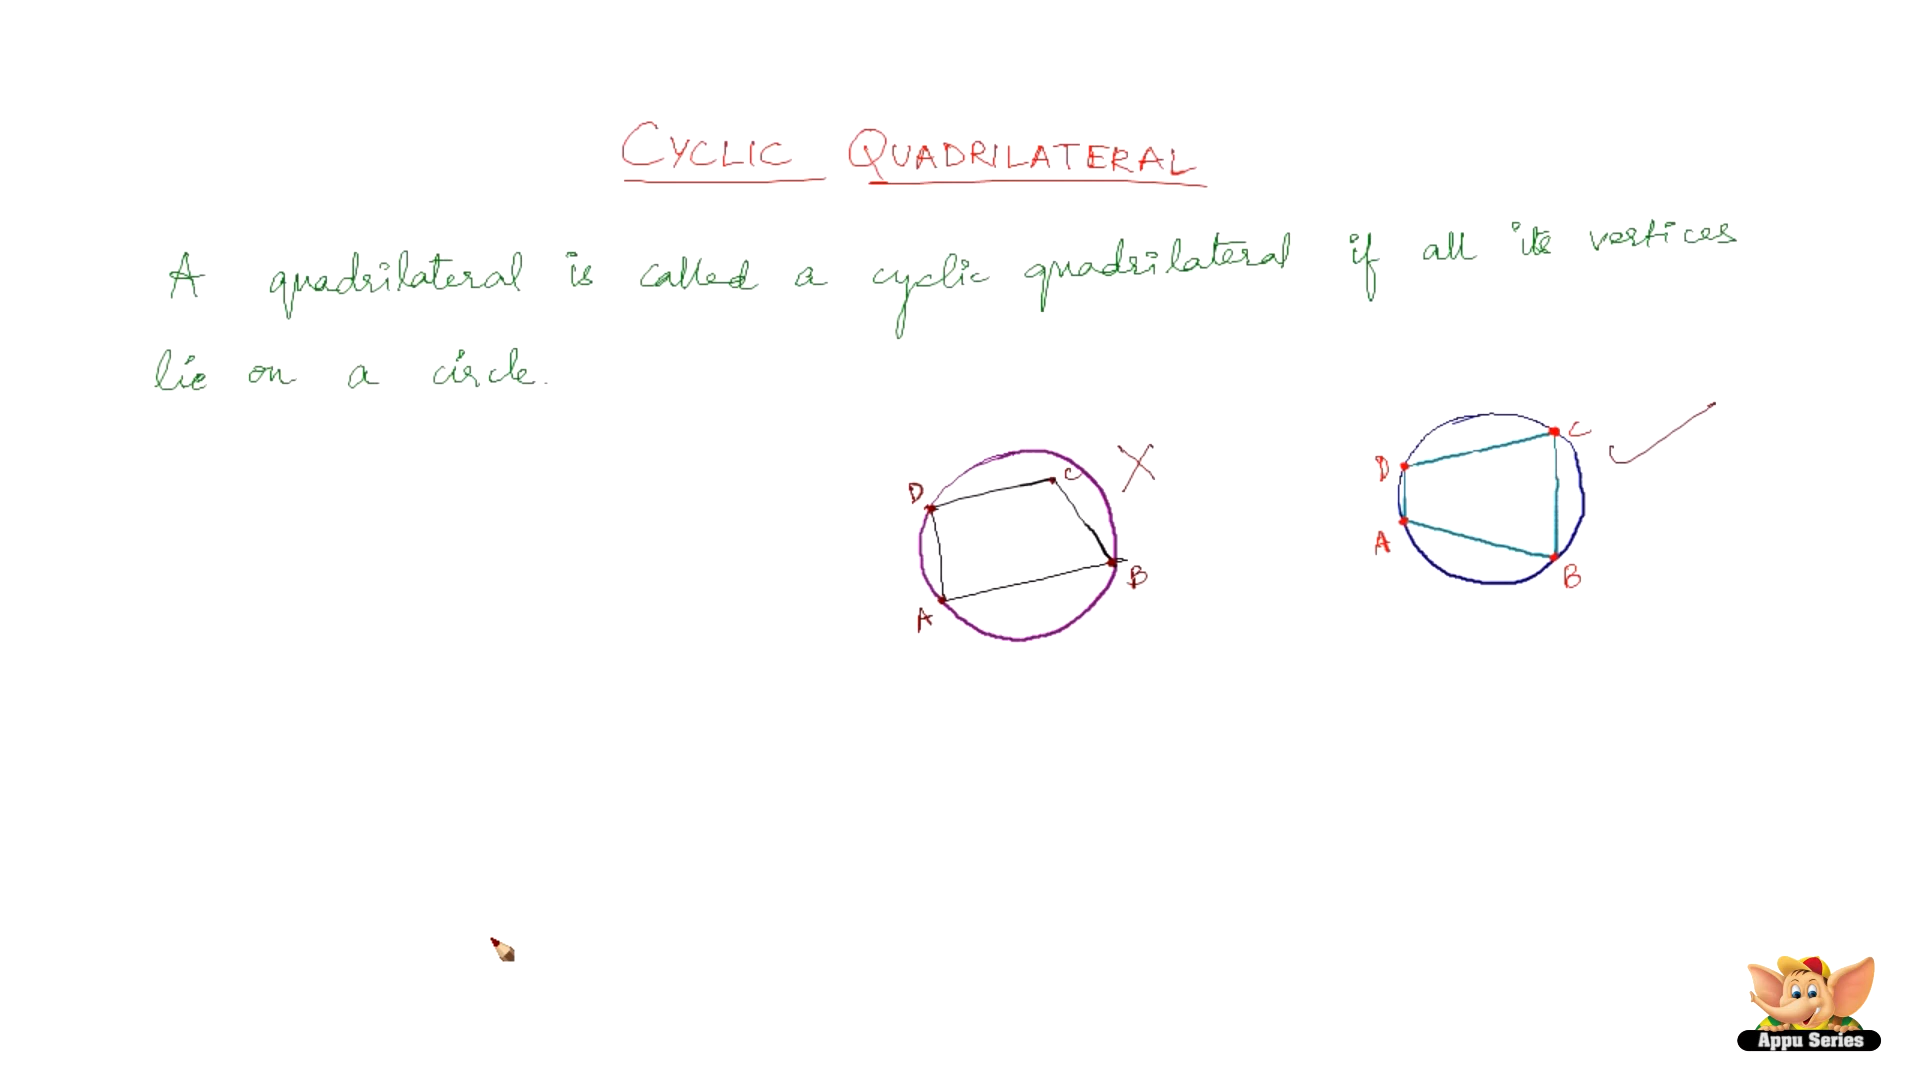 CYCLIC QUADRILATERAL
A quadrilateral is called a cyclic quadrilateral if all its vertices
lie on a circle.
D
C
A
B
D
C
A
B
Appu Series